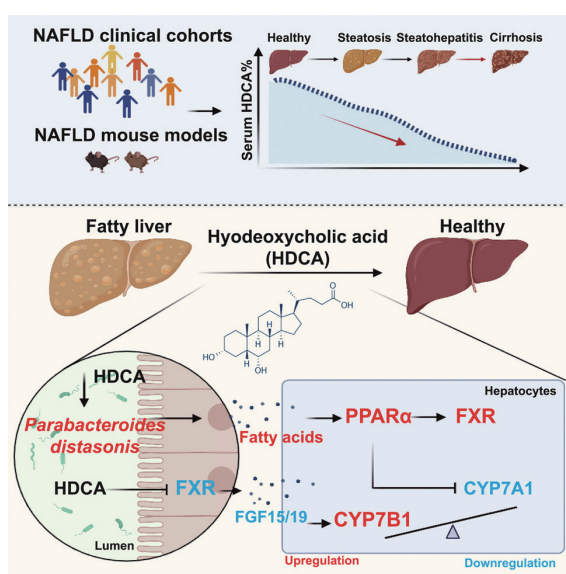 NAFLD clinical cohorts
NAFLD mouse models
Serum HDCA%
Healthy
Steatosis
Steatohepatitis
Cirrhosis
Fatty liver
Healthy
Hyodeoxycholic acid
(HDCA)
O
OH
H
H
H
H
HO
OH
HDCA
Parabacteroides
distasonis
Fatty acids
HDCA
FXR
FGF15/19
Lumen
Hepatocytes
PPARα
FXR
CYP7A1
CYP7B1
Upregulation
Downregulation